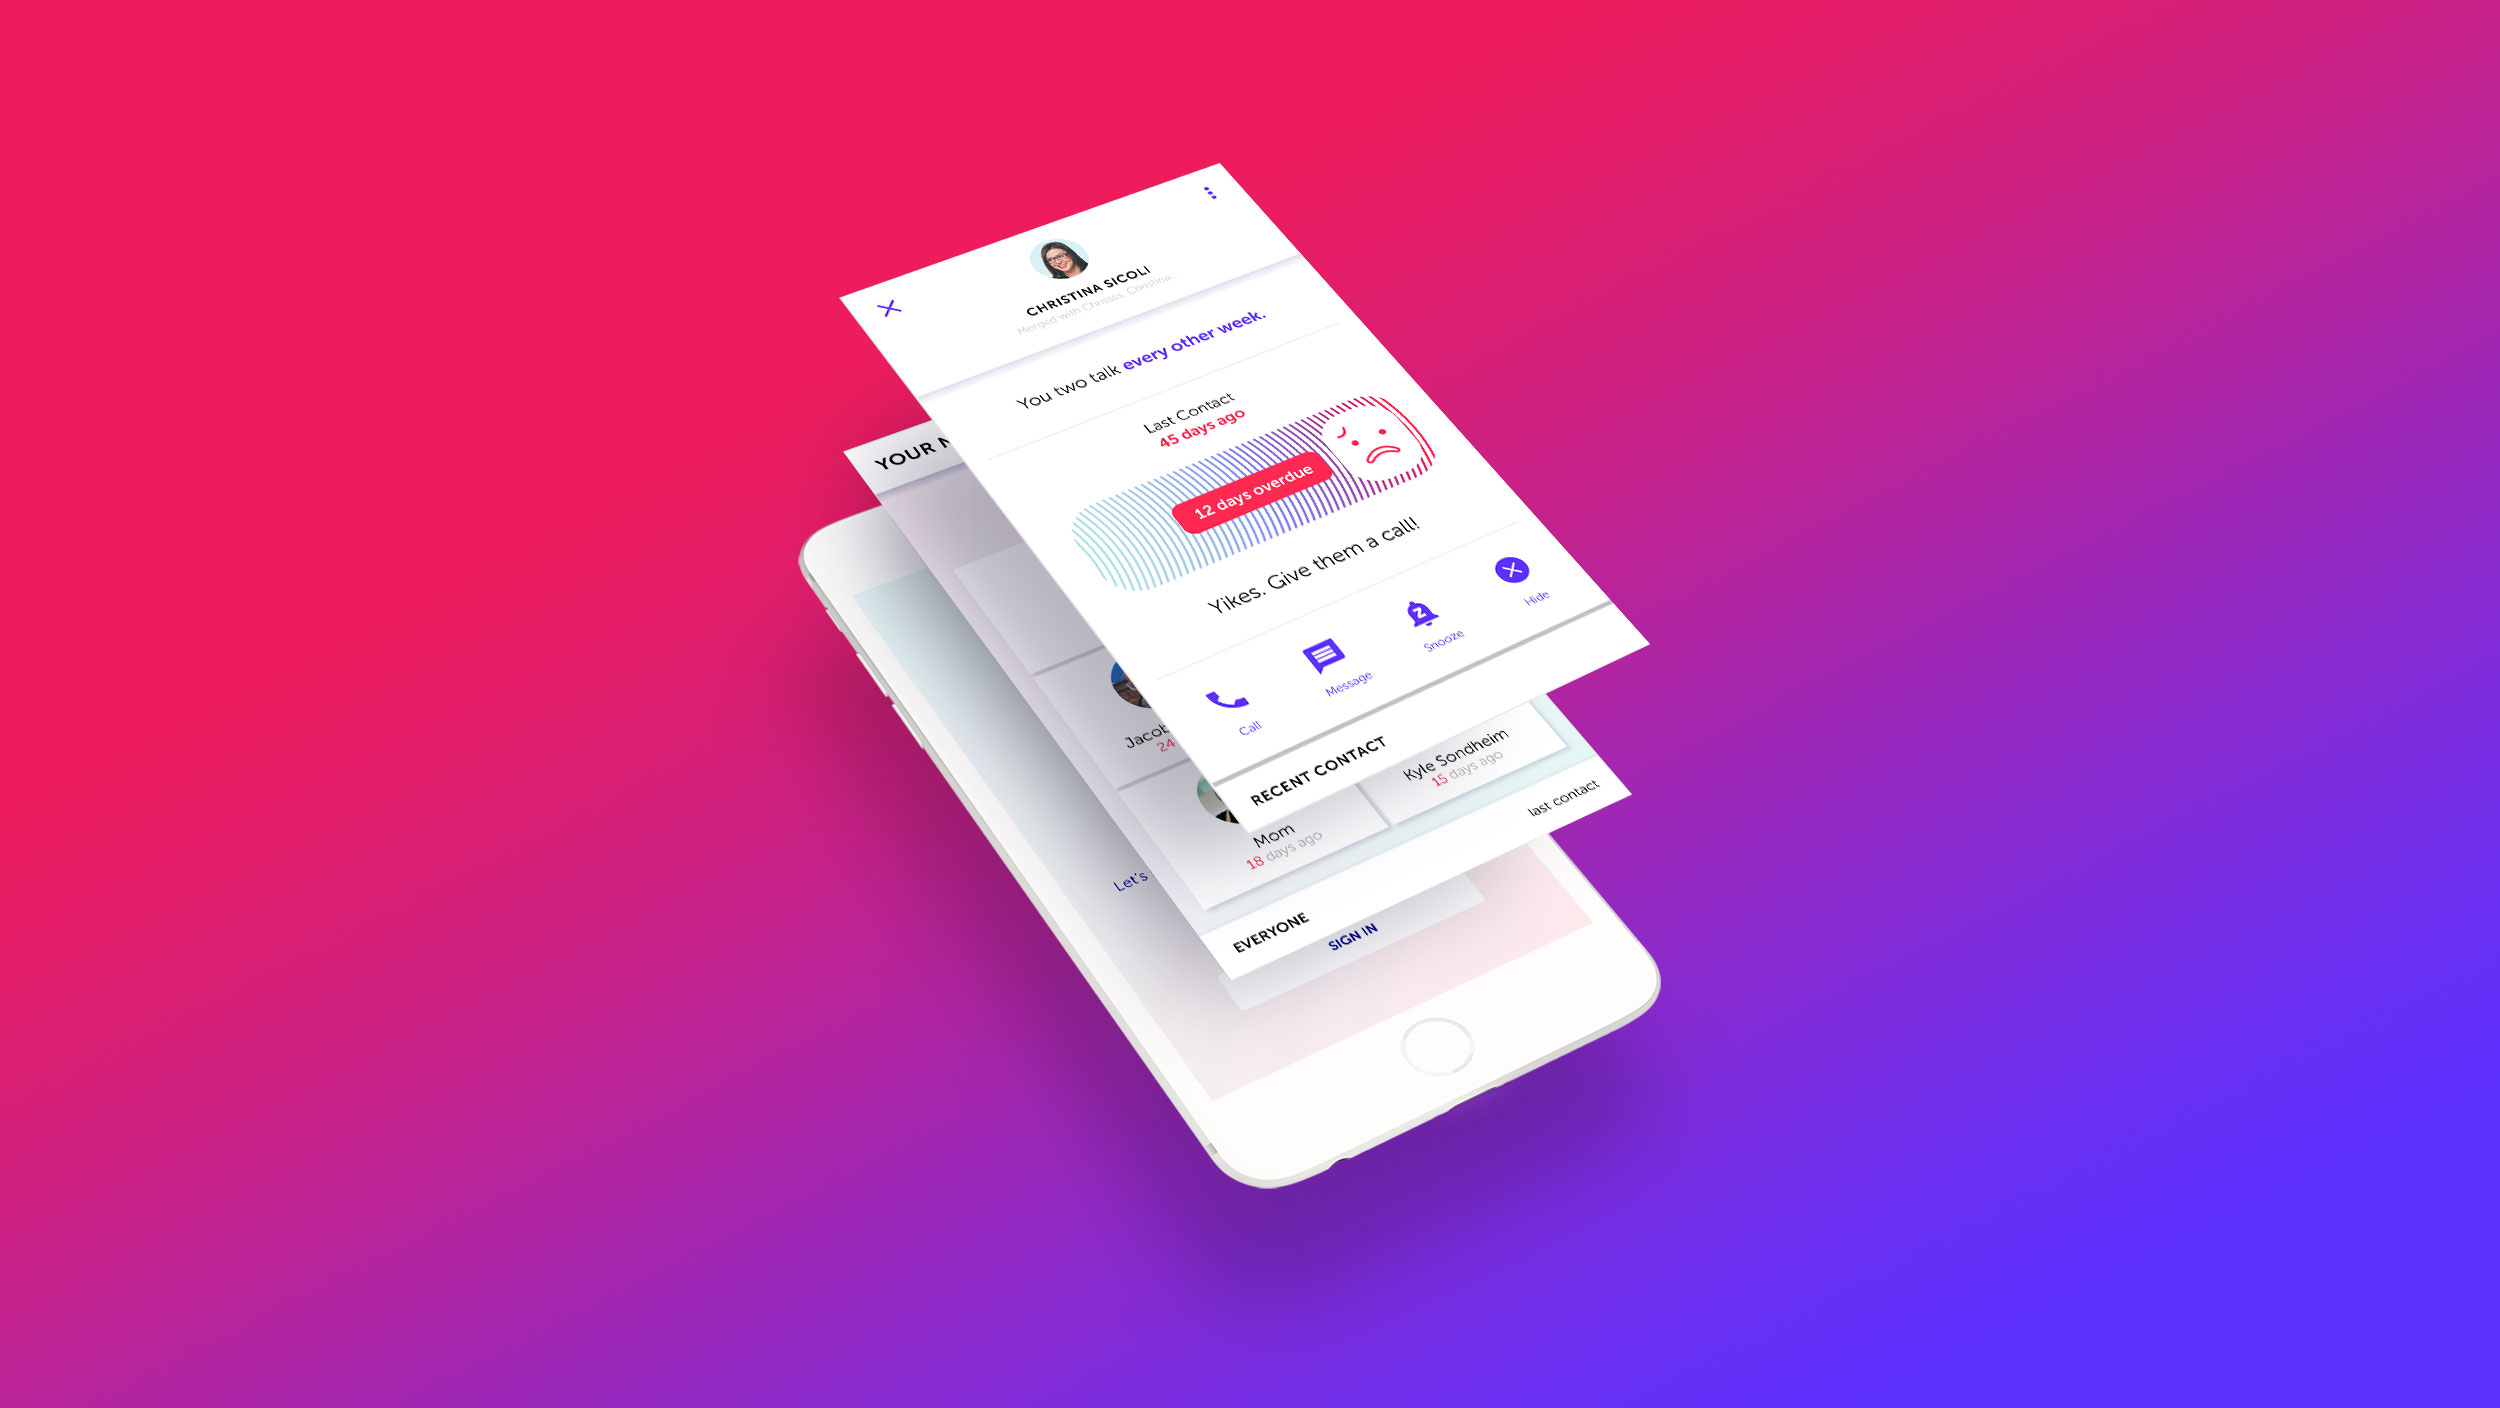 CHRISTINA SICOLI
Merged with Chrissss, Christina...
You two talk every other week.
Last Contact
45 days ago
12 days overdue
Yikes. Give them a call!
Call
Message
Snooze
Hide
RECENT CONTACT
YOUR N
Jacob
24
Mom
18 days ago
Kyle Sondheim
15 days ago
EVERYONE
last contact
Let's
SIGN IN